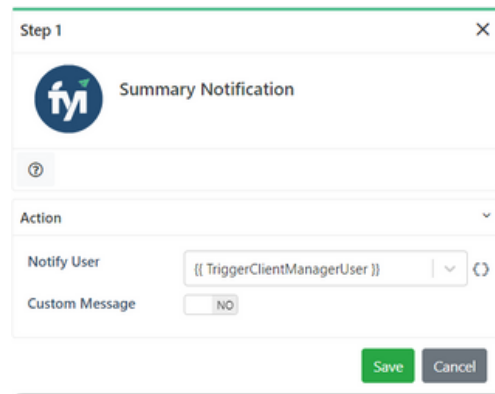 Step 1
fyi
Summary Notification
Action
Notify User {{ TriggerClientManagerUser }}
Custom Message NO
Save Cancel